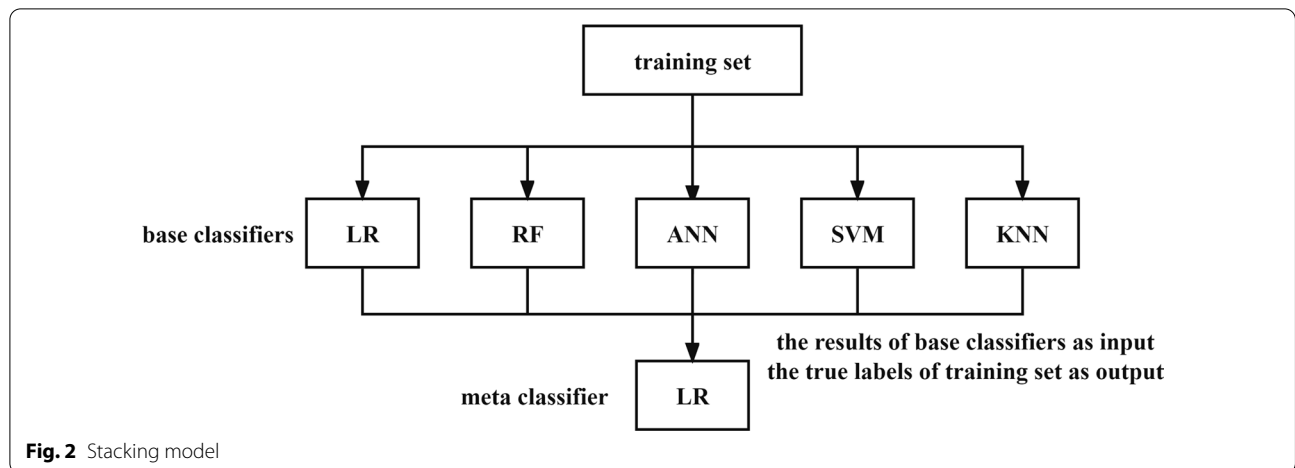 training set
base classifiers LR RF ANN SVM KNN
the results of base classifiers as input
the true labels of training set as output
meta classifier LR
Fig. 2 Stacking model